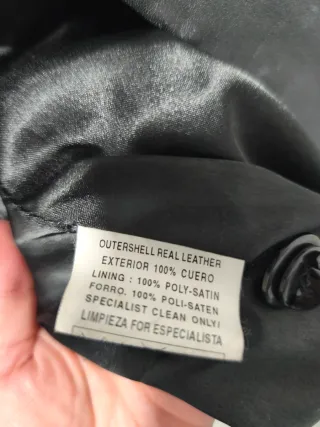 OUTERSHELL REAL LEATHER
EXTERIOR 100% CUERO
LINING : 100% POLY-SATIN
FORRO. 100% POLI-SATEN
SPECIALIST CLEAN ONLY!
LIMPIEZA FOR ESPECIALISTA